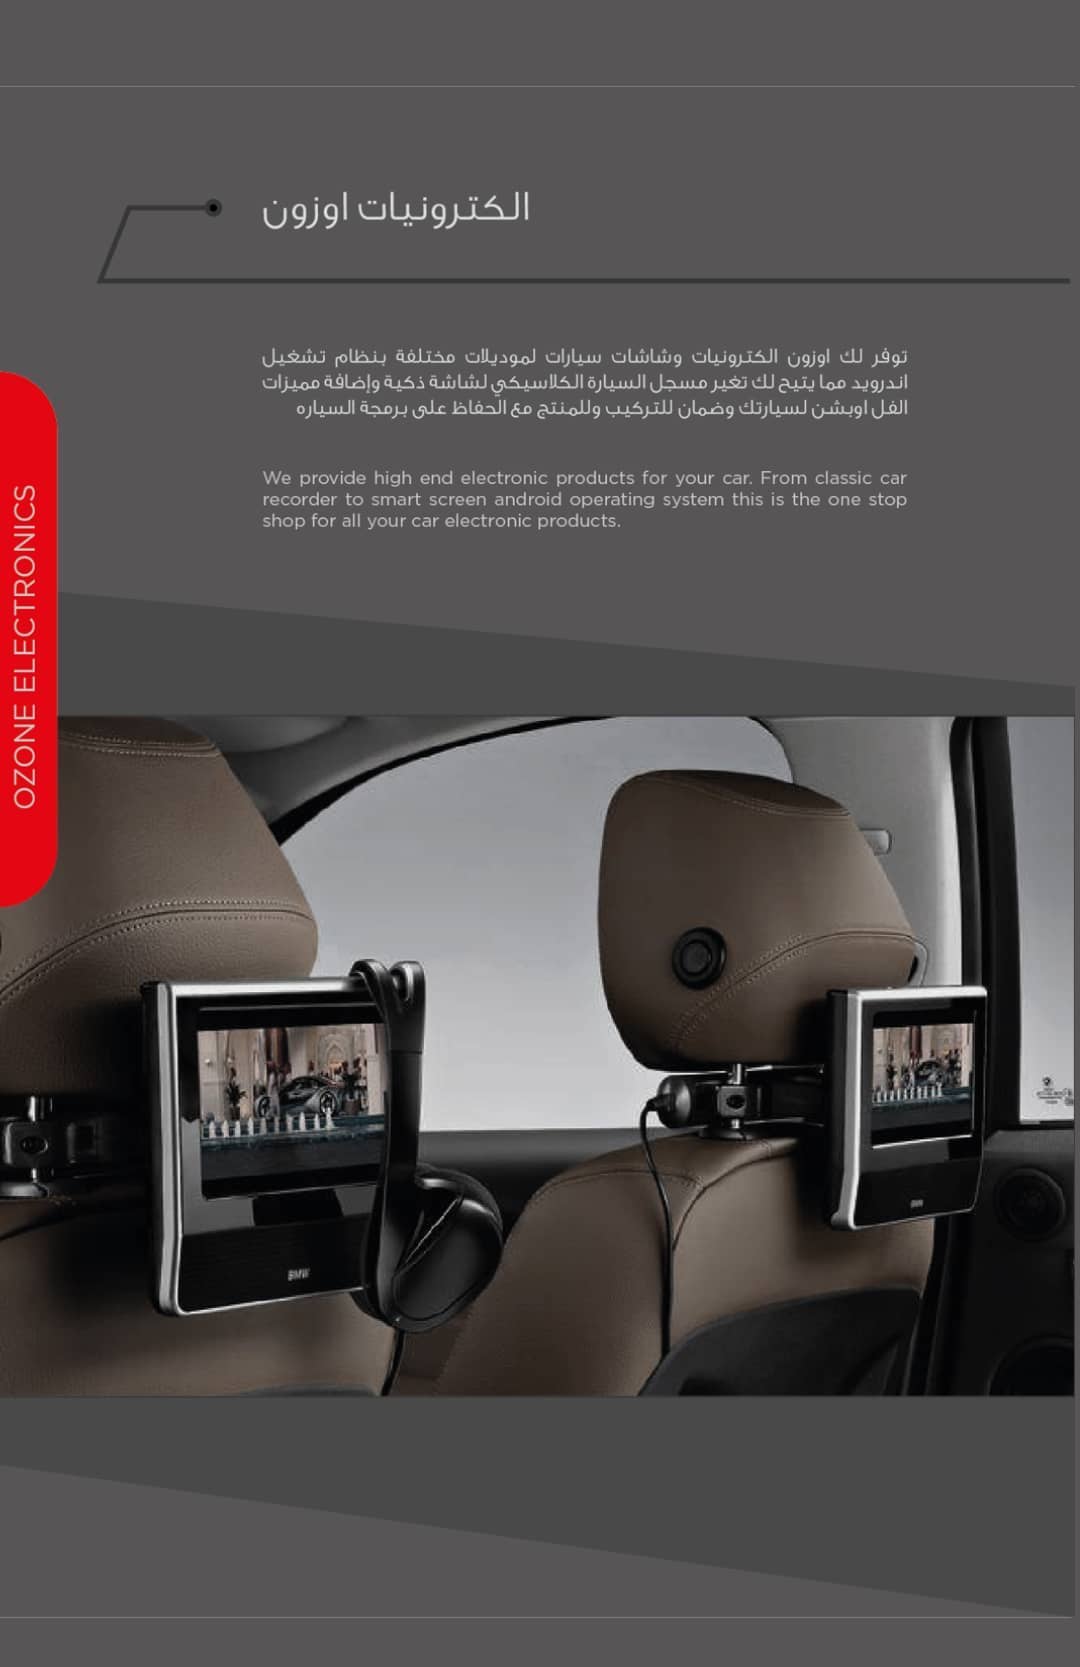 الكترونيات اوزون
توفر لك اوزون الكترونيات وشاشات سيارات لموديلات مختلفة بنظام تشغيل
اندرويد مما يتيح لك تغير مسجل السيارة الكلاسيكي لشاشة ذكية وإضافة مميزات
الفل اوبشن لسيارتك وضمان للتركيب وللمنتج مع الحفاظ على برمجة السياره
We provide high end electronic products for your car. From classic car
recorder to smart screen android operating system this is the one stop
shop for all your car electronic products.
OZONE ELECTRONICS
BMW
BMW